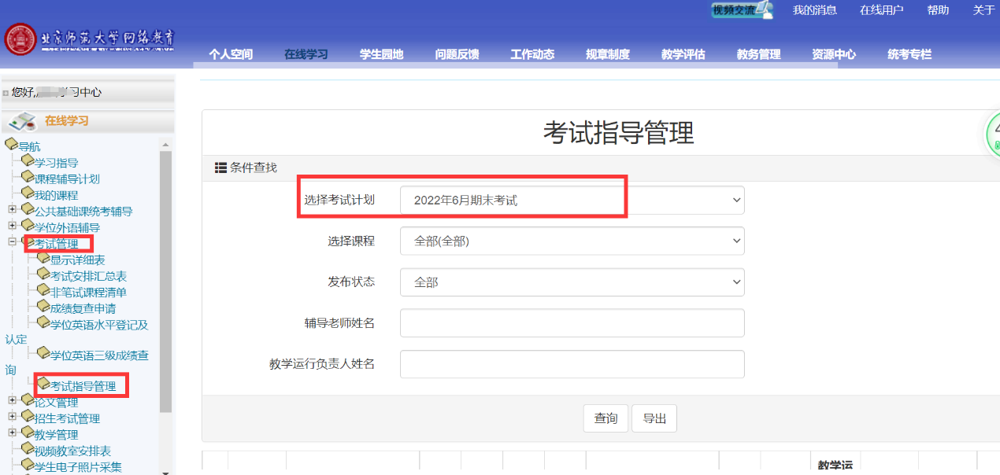 视频交流 我的消息 在线用户 帮助 关于
北京师范大学网络教育
个人空间 在线学习 学生园地 问题反馈 工作动态 规章制度 教学评估 教务管理 资源中心 统考专栏
您好, 学习中心
在线学习
导航
学习指导
课程辅导计划
我的课程
公共基础课统考辅导
学位外语辅导
考试管理
显示详细表
考试安排汇总表
非笔试课程清单
成绩复查申请
学位英语水平登记及
认定
学位英语三级成绩查
询
考试指导管理
论文管理
招生考试管理
教学管理
视频教室安排表
学生电子照片采集
考试指导管理
条件查找
选择考试计划 2022年6月期末考试
选择课程 全部(全部)
发布状态 全部
辅导老师姓名
教学运行负责人姓名
查询 导出
教学运